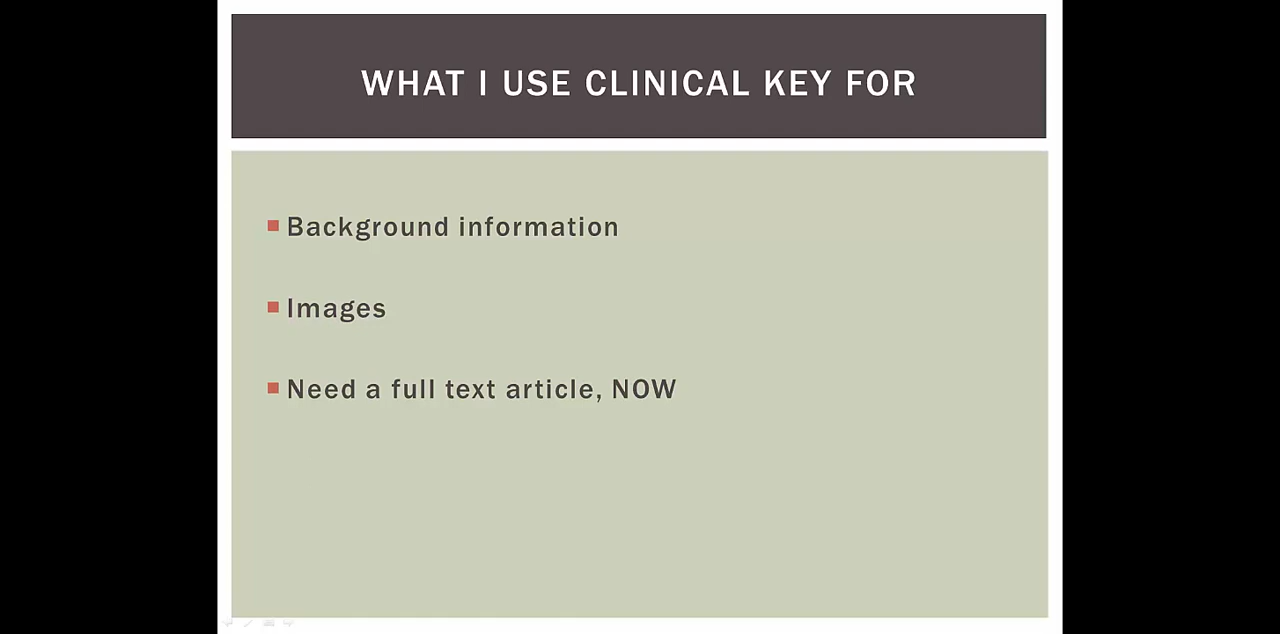 WHAT I USE CLINICAL KEY FOR
Background information
Images
Need a full text article, NOW